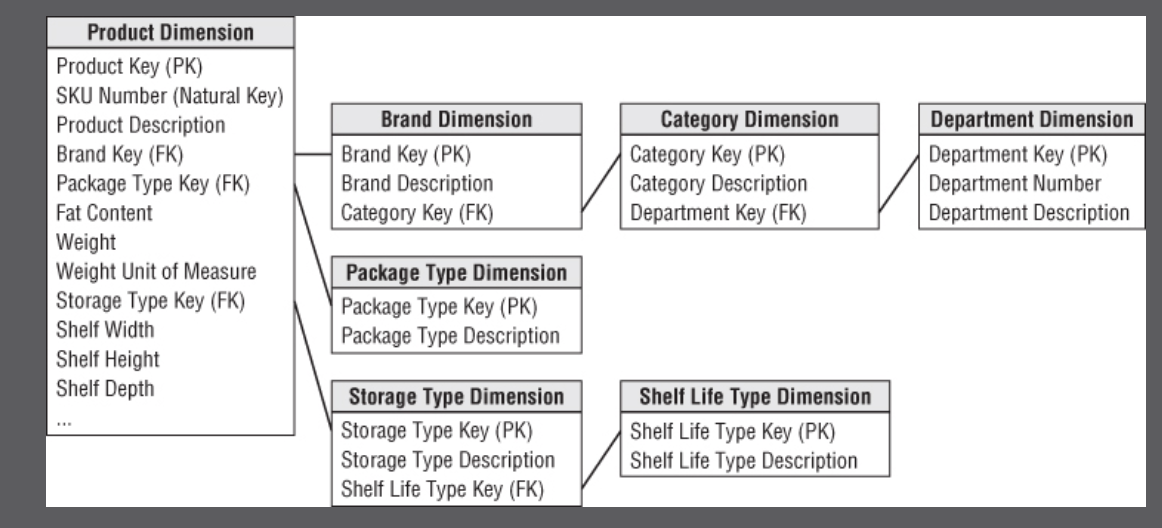 Product Dimension
Product Key (PK)
SKU Number (Natural Key)
Product Description
Brand Key (FK)
Package Type Key (FK)
Fat Content
Weight
Weight Unit of Measure
Storage Type Key (FK)
Shelf Width
Shelf Height
Shelf Depth
...
Brand Dimension
Brand Key (PK)
Brand Description
Category Key (FK)
Category Dimension
Category Key (PK)
Category Description
Department Key (FK)
Department Dimension
Department Key (PK)
Department Number
Department Description
Package Type Dimension
Package Type Key (PK)
Package Type Description
Storage Type Dimension
Storage Type Key (PK)
Storage Type Description
Shelf Life Type Key (FK)
Shelf Life Type Dimension
Shelf Life Type Key (PK)
Shelf Life Type Description